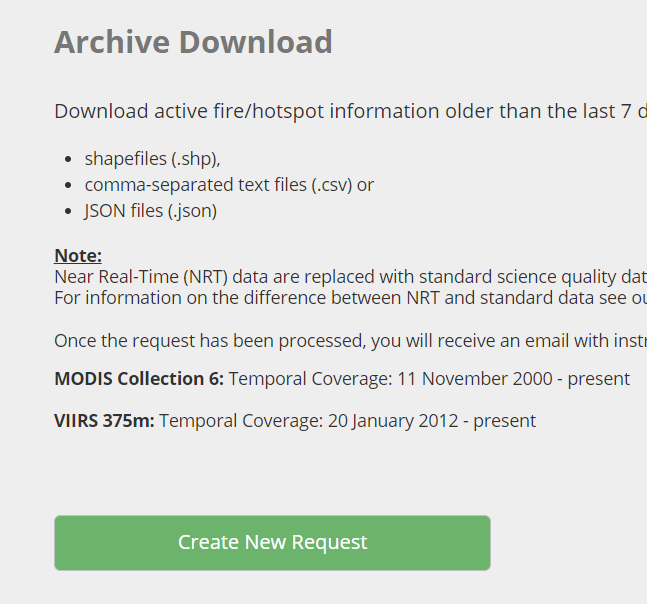 Archive Download
Download active fire/hotspot information older than the last 7 d
shapefiles (.shp),
comma-separated text files (.csv) or
JSON files (.json)
Note:
Near Real-Time (NRT) data are replaced with standard science quality dat
For information on the difference between NRT and standard data see ou
Once the request has been processed, you will receive an email with instr
MODIS Collection 6: Temporal Coverage: 11 November 2000 - present
VIIRS 375m: Temporal Coverage: 20 January 2012 - present
Create New Request